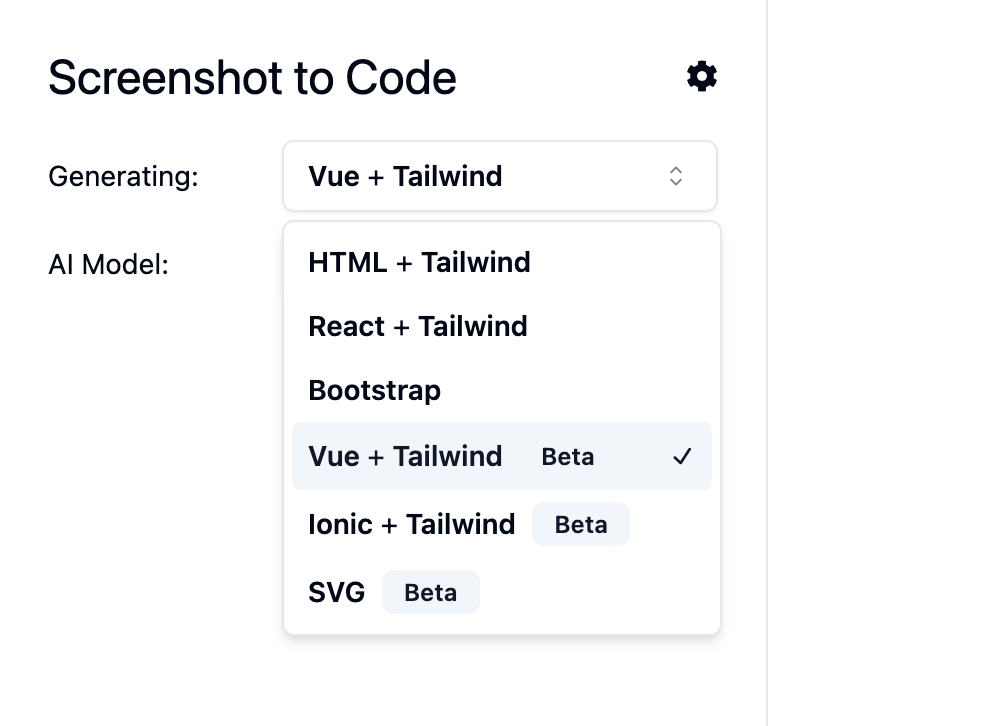 Screenshot to Code
Generating: Vue + Tailwind
AI Model:
HTML + Tailwind
React + Tailwind
Bootstrap
Vue + Tailwind Beta
Ionic + Tailwind Beta
SVG Beta